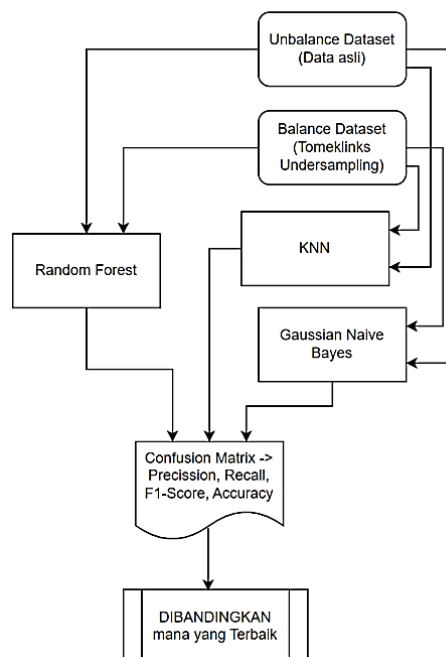 Unbalance Dataset
(Data asli)
Balance Dataset
(Tomeklinks
Undersampling)
KNN
Random Forest
Gaussian Naive
Bayes
Confusion Matrix ->
Precission, Recall,
F1-Score, Accuracy
DIBANDINGKAN
mana yang Terbaik